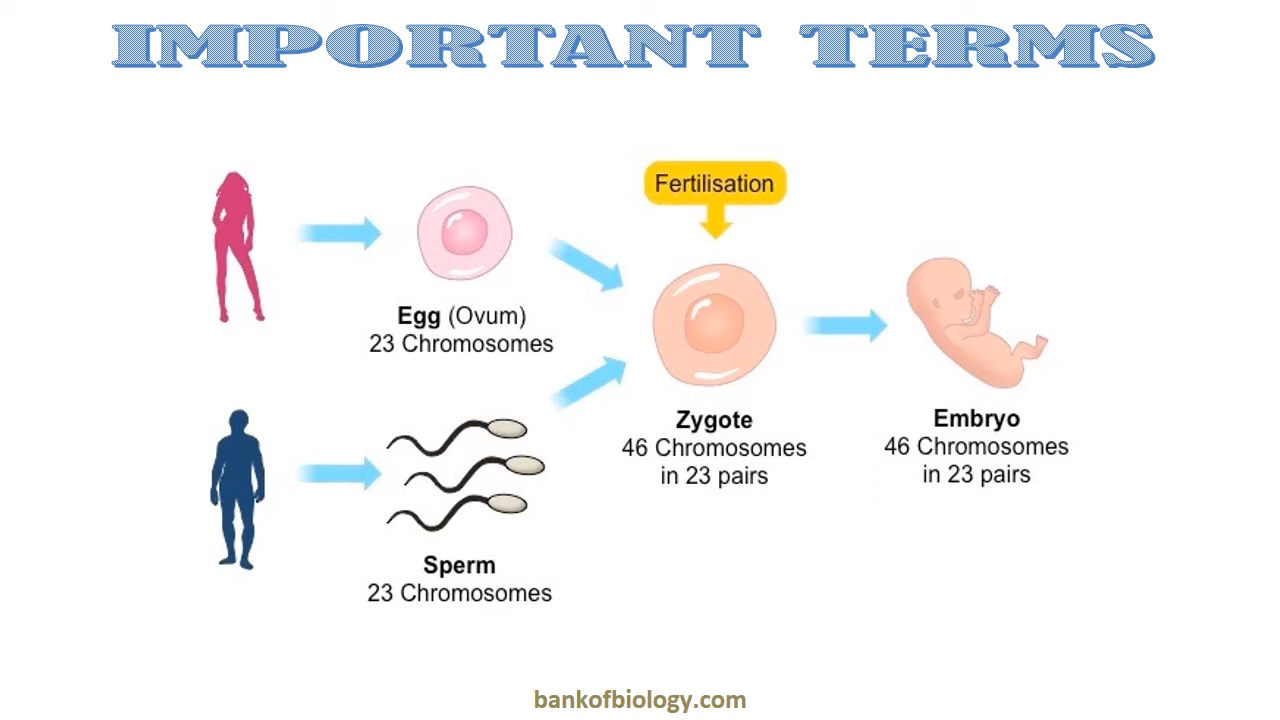 IMPORTANT TERMS
Fertilisation
Egg (Ovum)
23 Chromosomes
Zygote
46 Chromosomes
in 23 pairs
Embryo
46 Chromosomes
in 23 pairs
Sperm
23 Chromosomes
bankofbiology.com